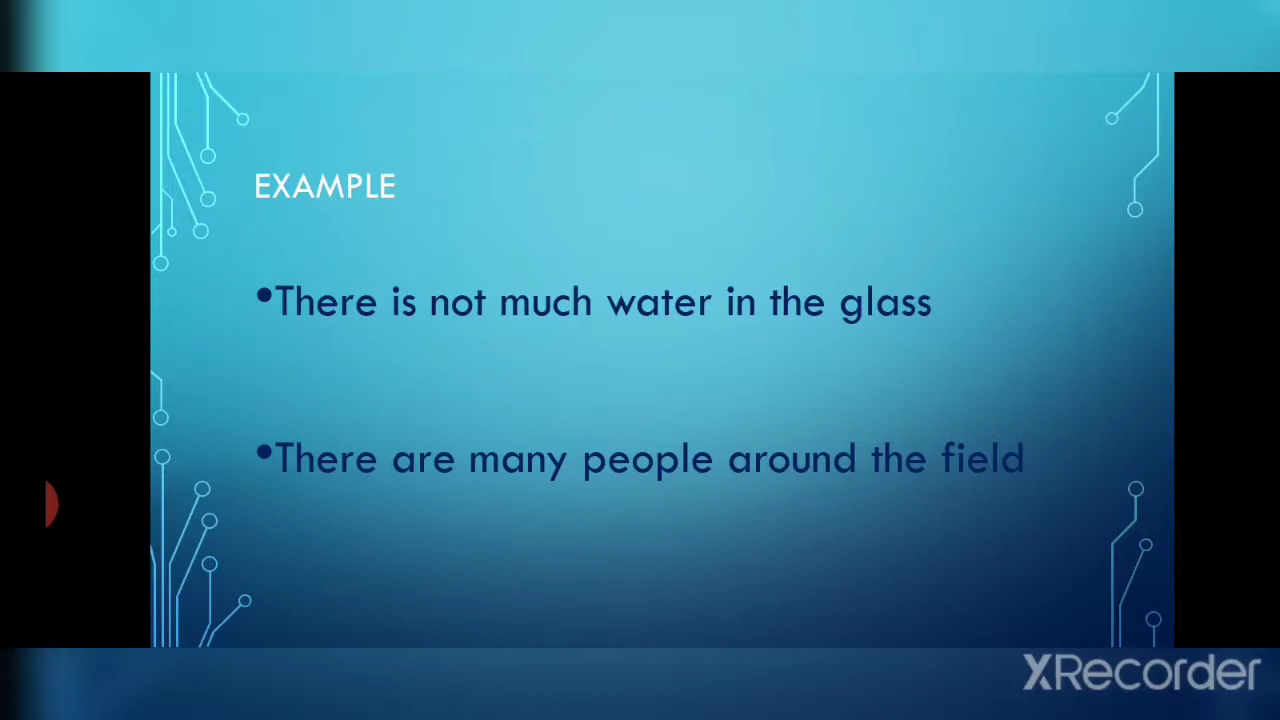 EXAMPLE
•There is not much water in the glass
•There are many people around the field
XRecorder